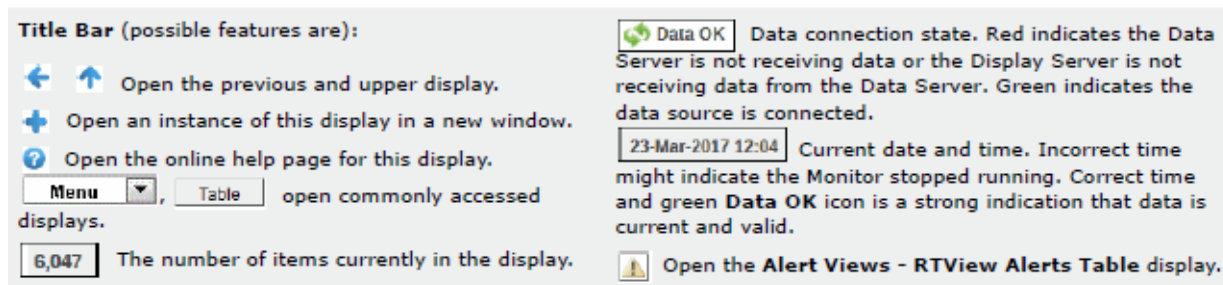 Title Bar (possible features are):
Open the previous and upper display.
Open an instance of this display in a new window.
Open the online help page for this display.
Menu , Table open commonly accessed
displays.
6,047 The number of items currently in the display.
Data OK Data connection state. Red indicates the Data
Server is not receiving data or the Display Server is not
receiving data from the Data Server. Green indicates the
data source is connected.
23-Mar-2017 12:04 Current date and time. Incorrect time
might indicate the Monitor stopped running. Correct time
and green Data OK icon is a strong indication that data is
current and valid.
Open the Alert Views - RTView Alerts Table display.